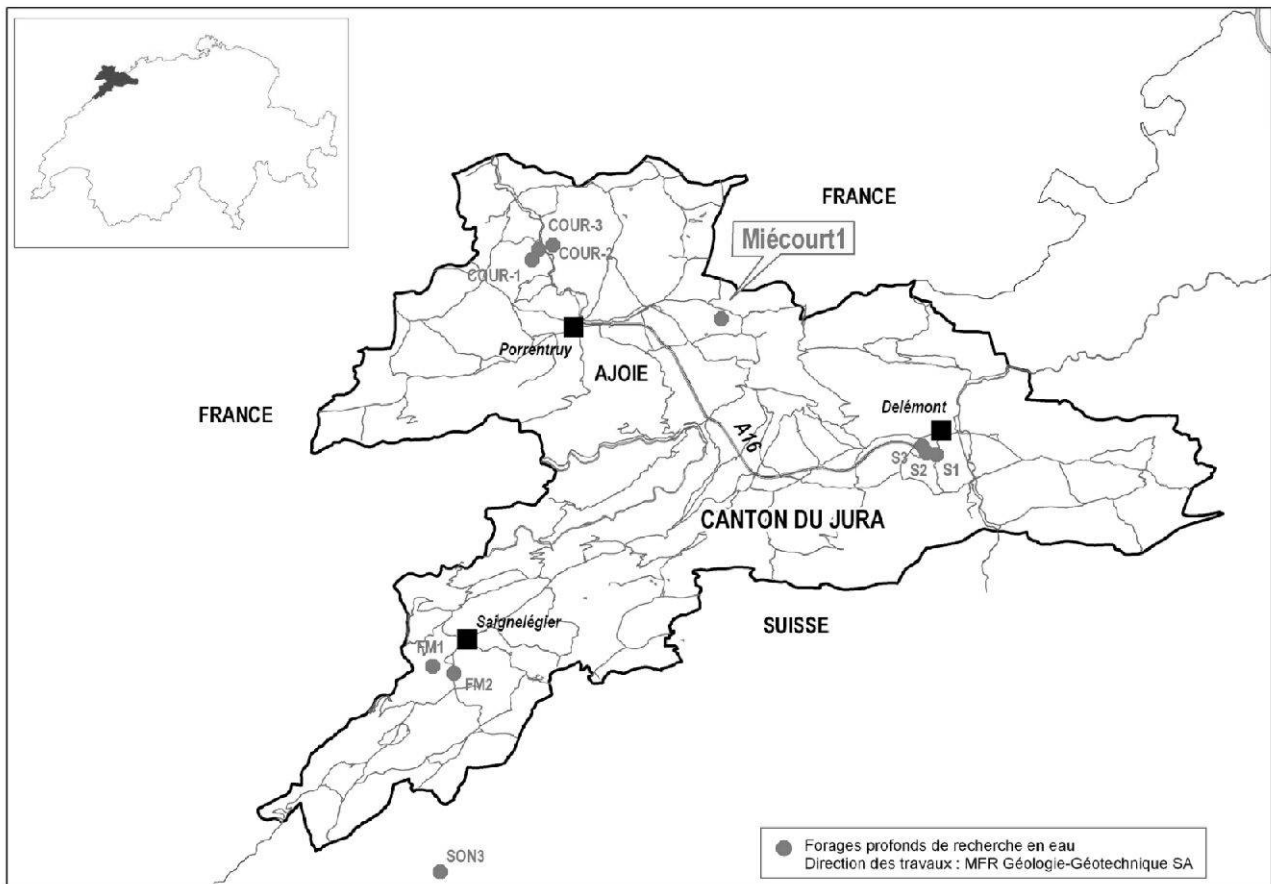 FRANCE
COUR-3
COUR-2
COUR-1
Miécourt1
Porrentruy
AJOIE
FRANCE
A16
Delémont
S3
S2
S1
CANTON DU JURA
SUISSE
Saignelégier
FM1
FM2
SON3
Forages profonds de recherche en eau
Direction des travaux : MFR Géologie-Géotechnique SA